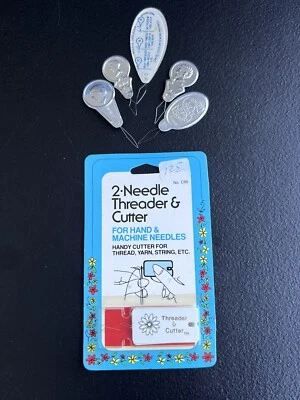 2-Needle
Threader &
Cutter
FOR HAND &
MACHINE NEEDLES
HANDY CUTTER FOR
THREAD, YARN, STRING, ETC.
Threader
&
Cutter